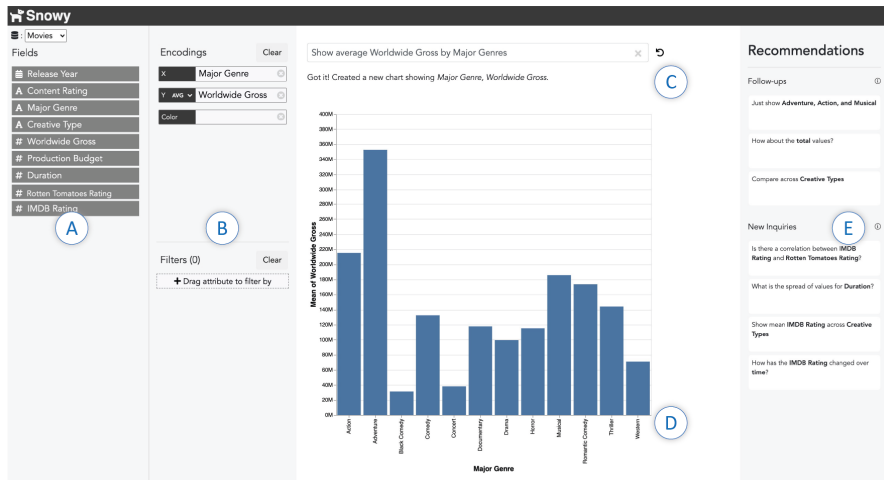 Snowy
: Movies
Fields
Release Year
A Content Rating
A Major Genre
A Creative Type
# Worldwide Gross
# Production Budget
# Duration
# Rotten Tomatoes Rating
# IMDB Rating
A
Encodings
Clear
X Major Genre
Y AVG Worldwide Gross
Color
B
Filters (0)
Clear
+ Drag attribute to filter by
Show average Worldwide Gross by Major Genres
Got it! Created a new chart showing Major Genre, Worldwide Gross.
C
400M
380M
360M
340M
320M
300M
280M
260M
240M
220M
200M
180M
160M
140M
120M
100M
80M
60M
40M
20M
0M
Mean of Worldwide Gross
Action
Adventure
Black Comedy
Comedy
Concert
Documentary
Drama
Horror
Musical
Romantic Comedy
Thriller
Western
Major Genre
D
Recommendations
Follow-ups
Just show Adventure, Action, and Musical
How about the total values?
Compare across Creative Types
New Inquiries
E
Is there a correlation between IMDB
Rating and Rotten Tomatoes Rating?
What is the spread of values for Duration?
Show mean IMDB Rating across Creative
Types
How has the IMDB Rating changed over
time?